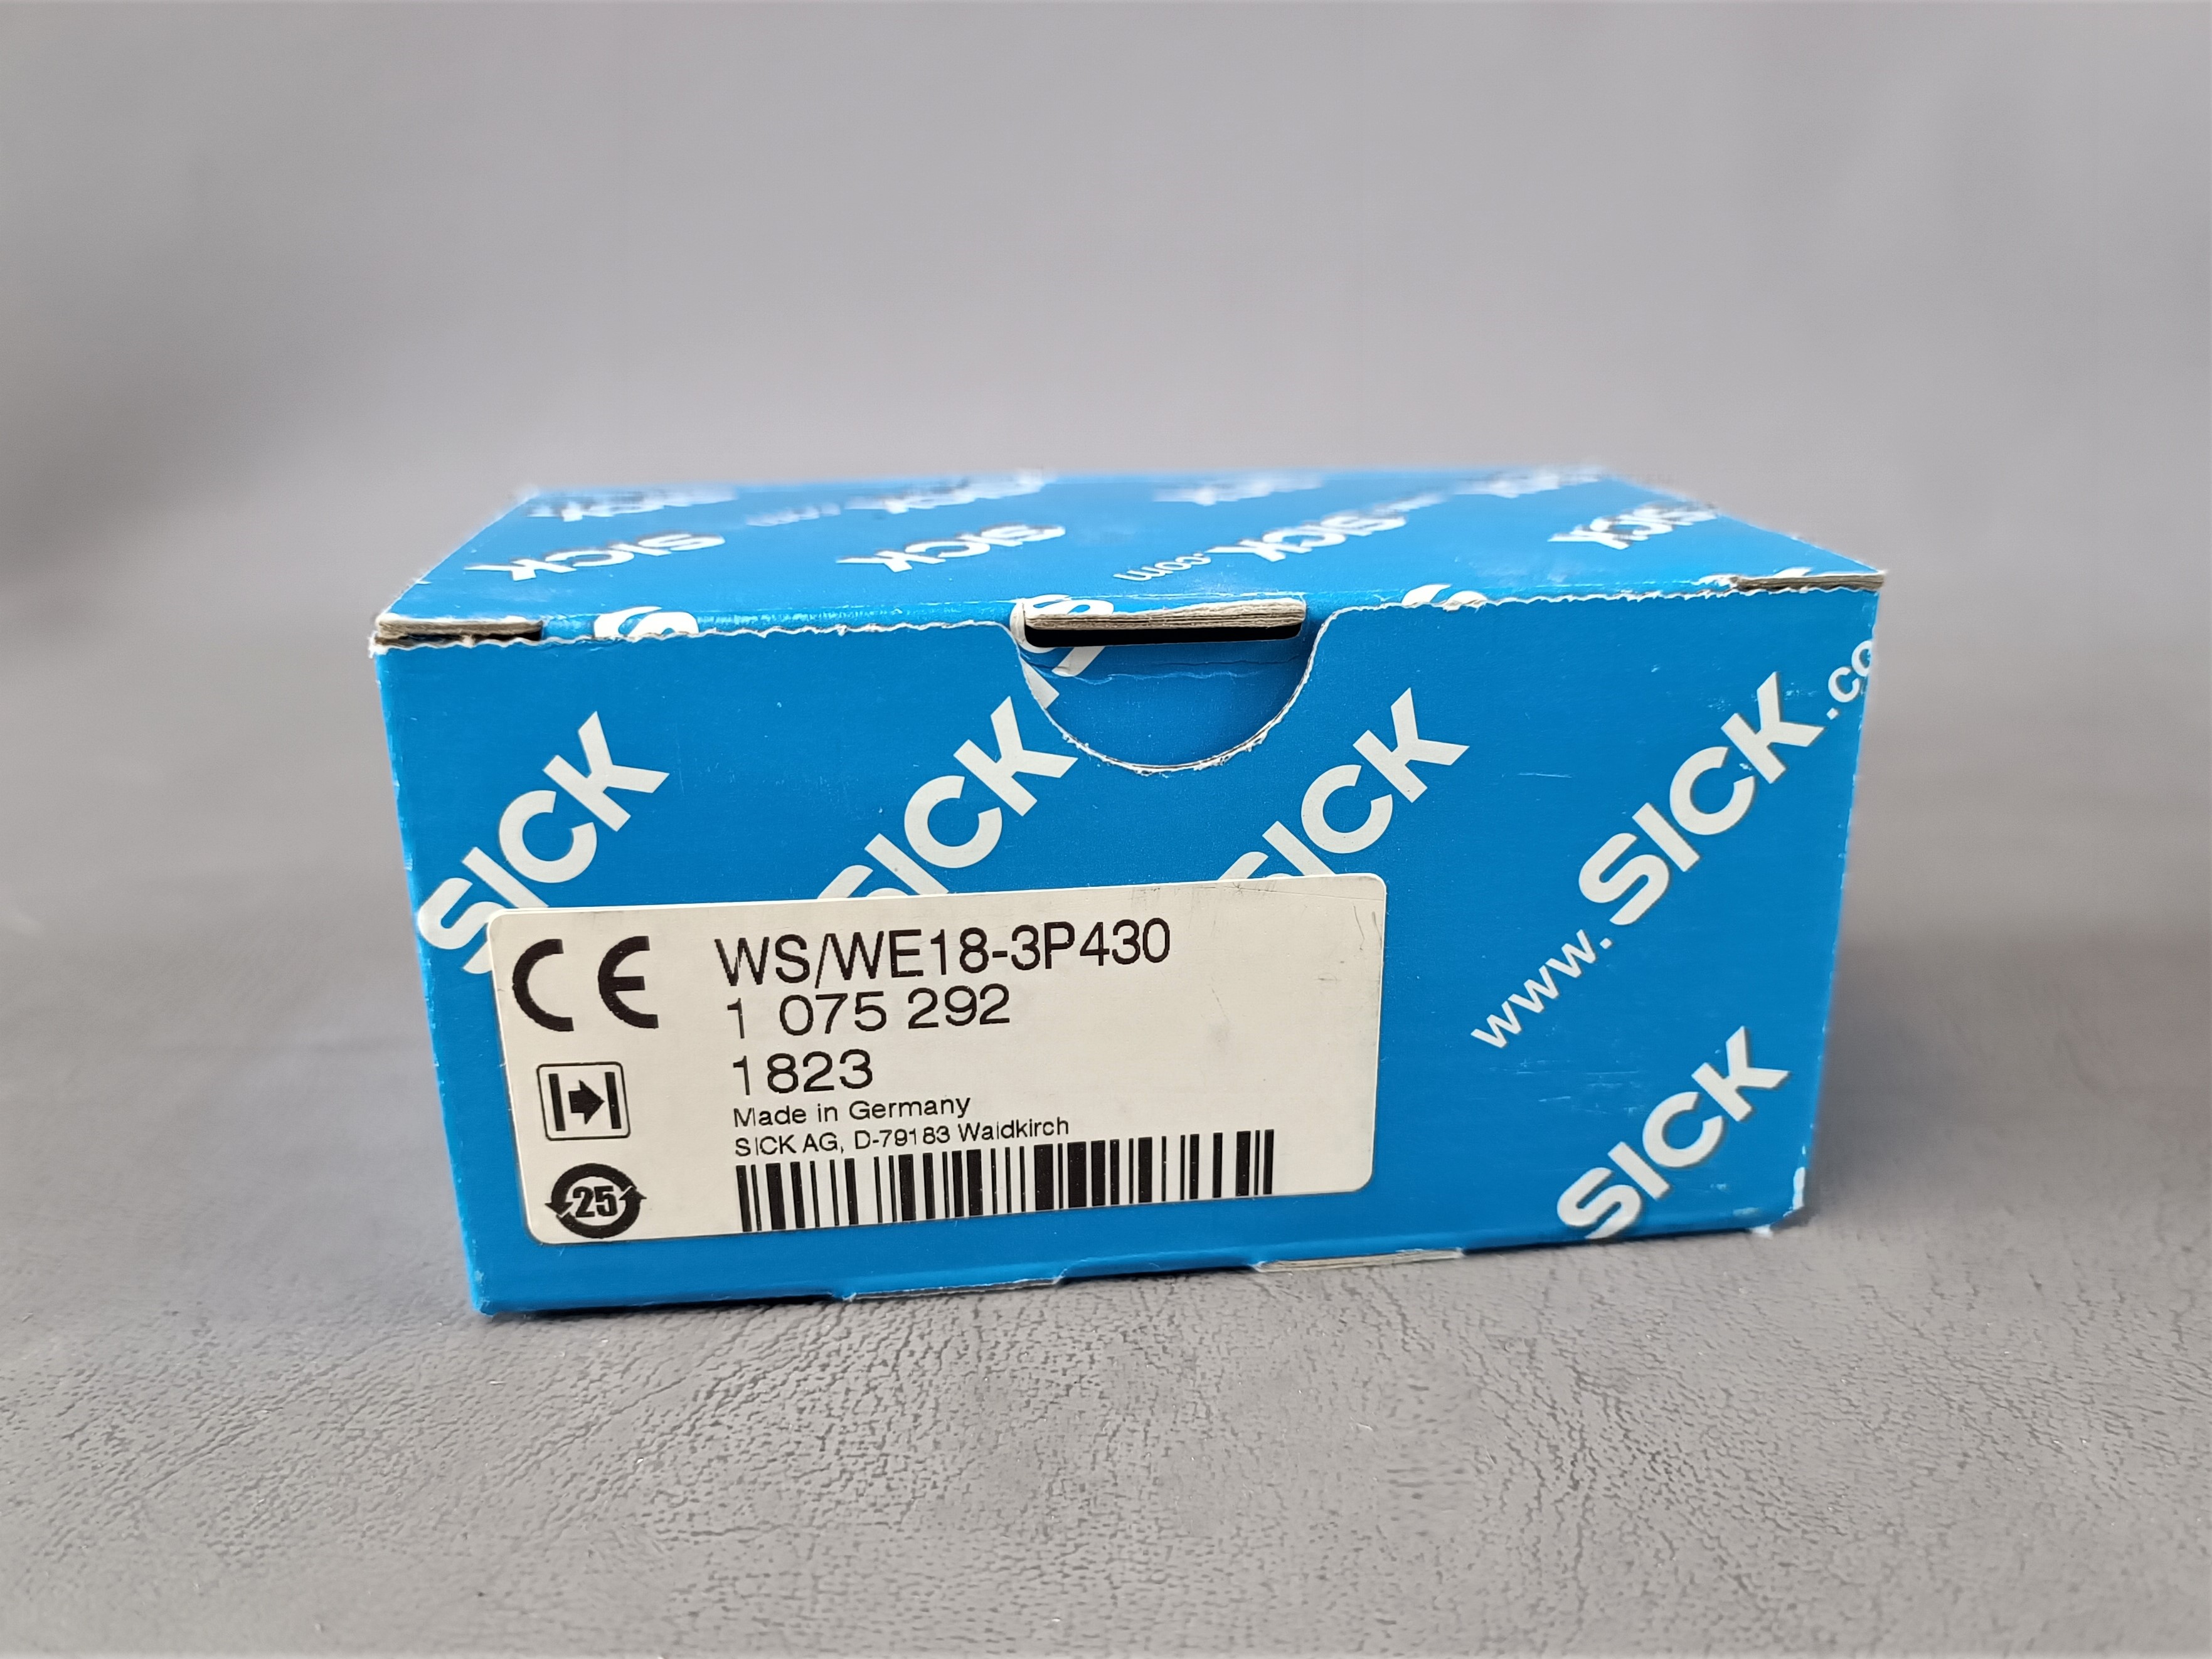 SICK SICK .com SICK SICK
SICK SICK SICK www.SICK.co
SICK
CE WS/WE18-3P430
1 075 292
1823
Made in Germany
SICK AG, D-79183 Waldkirch
25